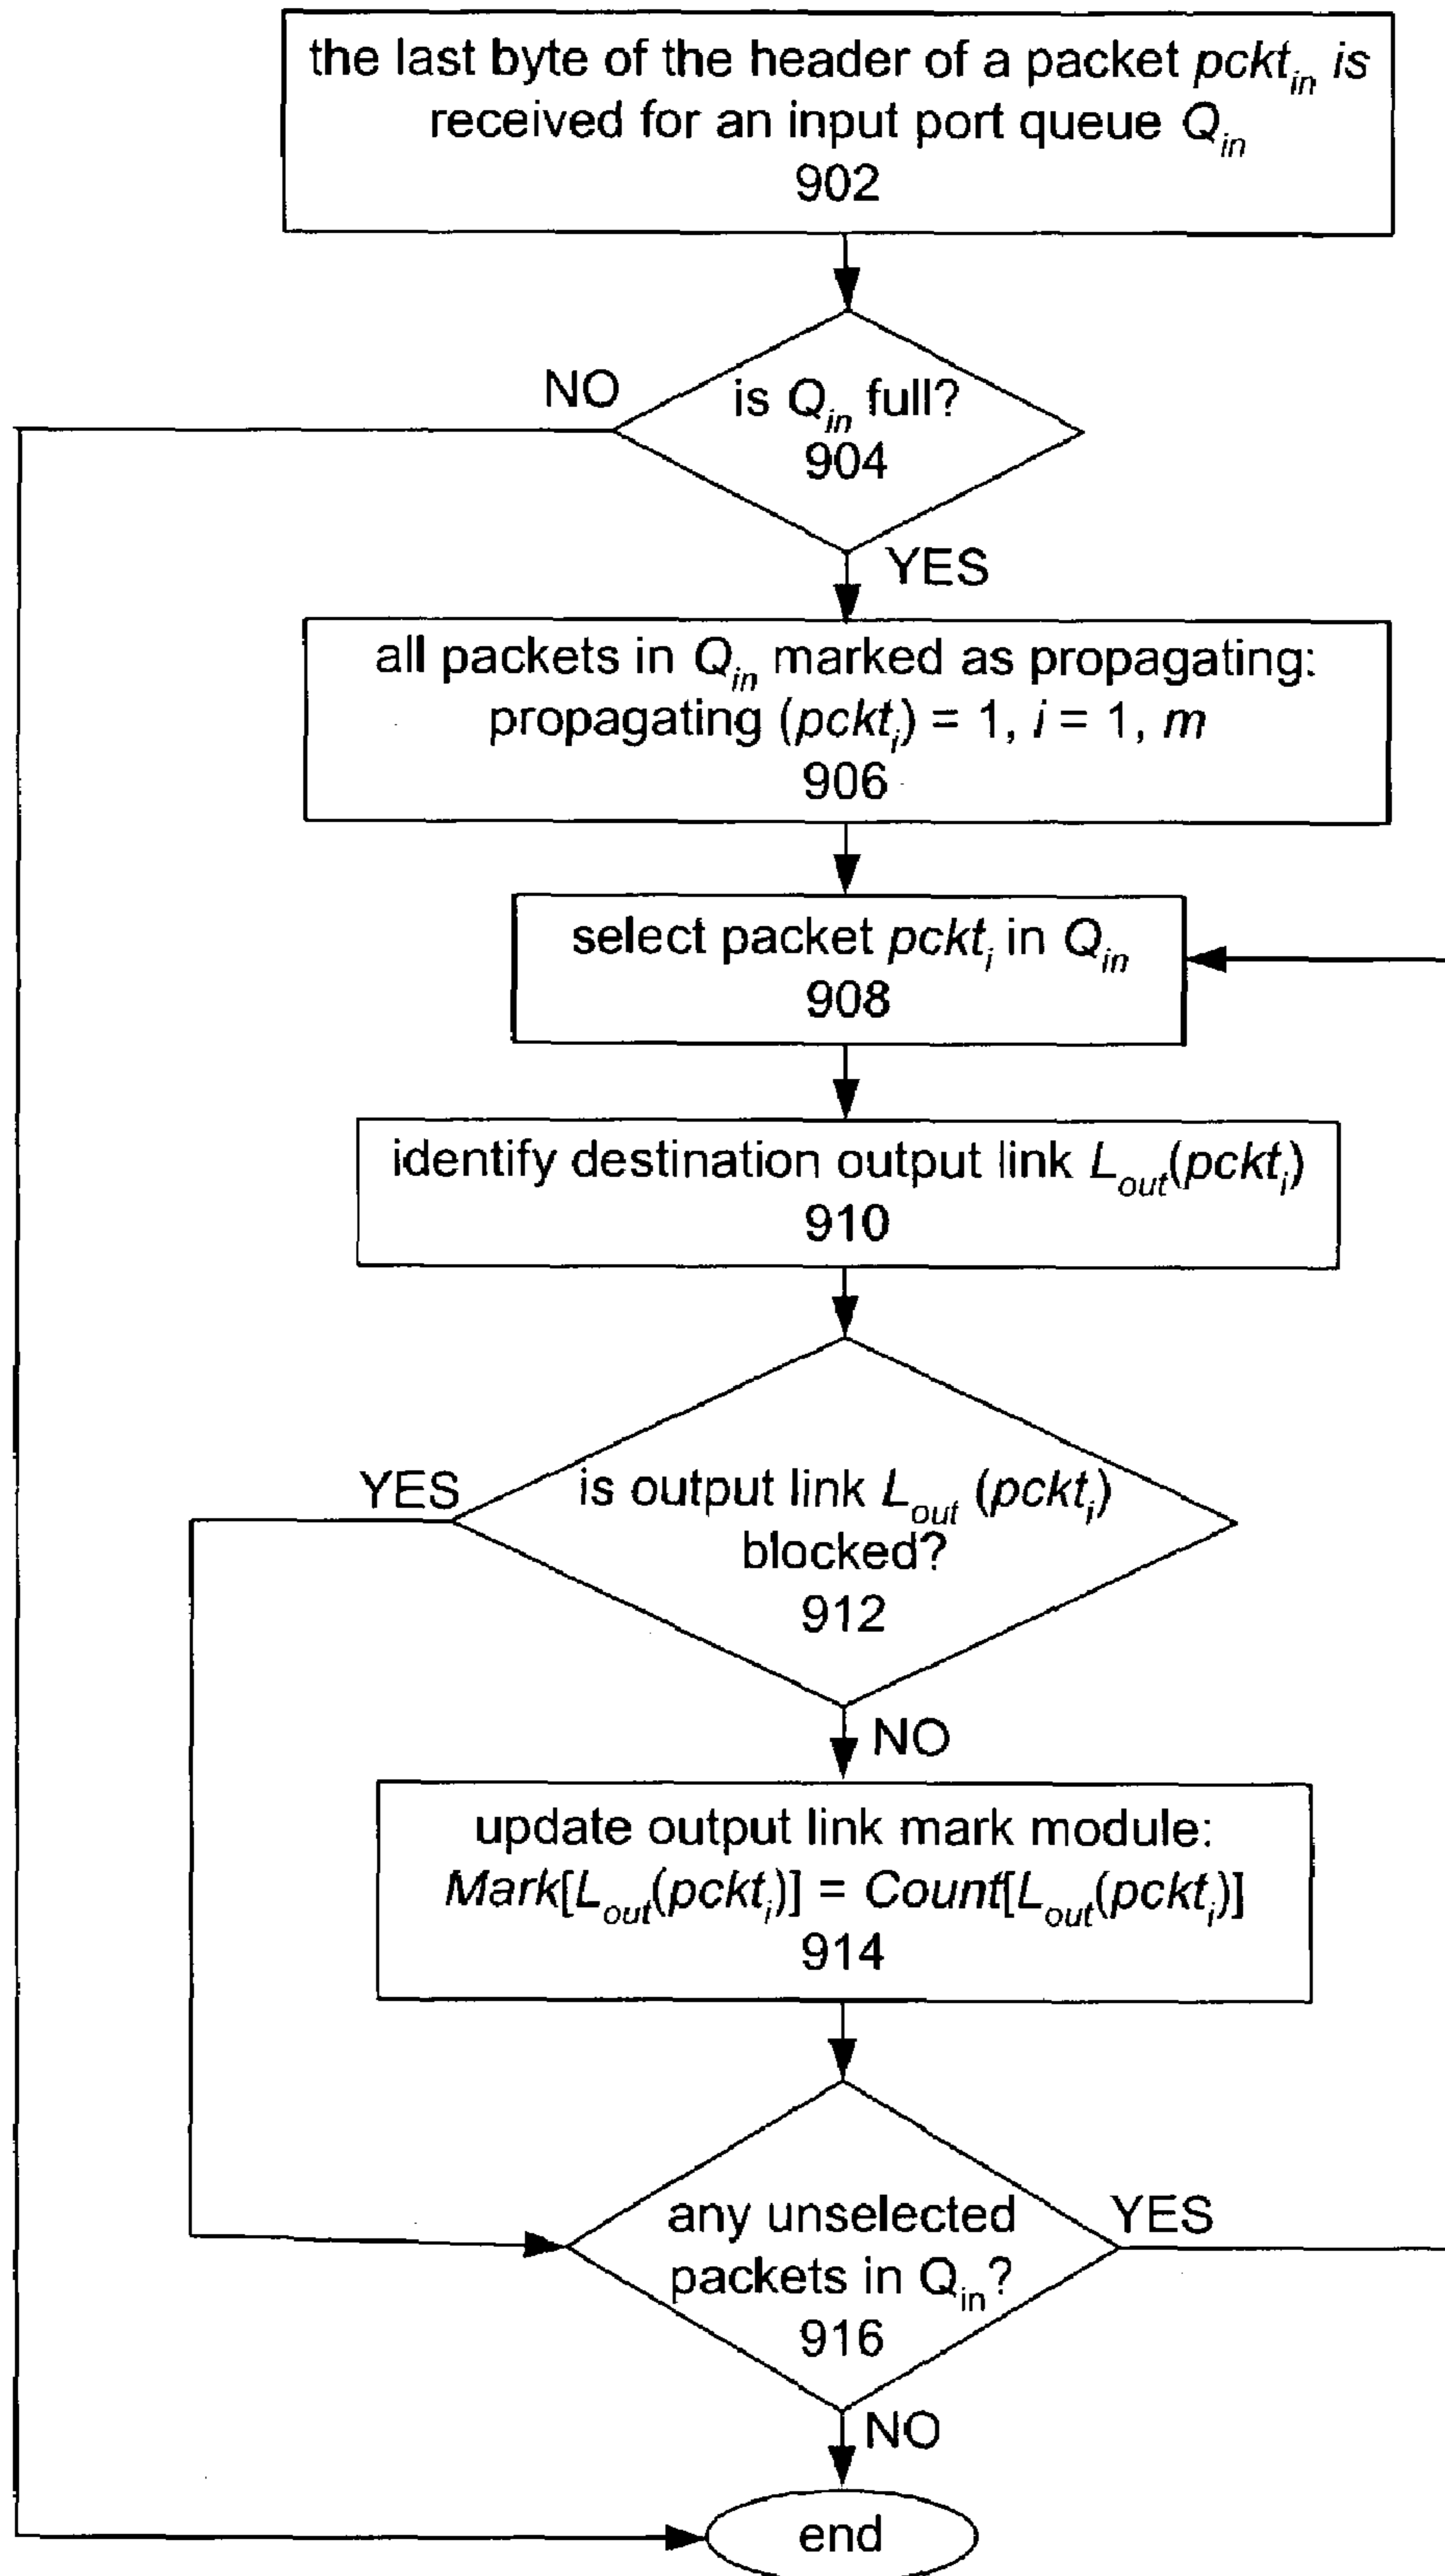 the last byte of the header of a packet pckt_in is
received for an input port queue Q_in
902
NO
is Q_in full?
904
YES
all packets in Q_in marked as propagating:
propagating (pckt_i) = 1, i = 1, m
906
select packet pckt_i in Q_in
908
identify destination output link L_out(pckt_i)
910
YES
is output link L_out (pckt_i)
blocked?
912
NO
update output link mark module:
Mark[L_out(pckt_i)] = Count[L_out(pckt_i)]
914
any unselected
YES
packets in Q_in?
916
NO
end